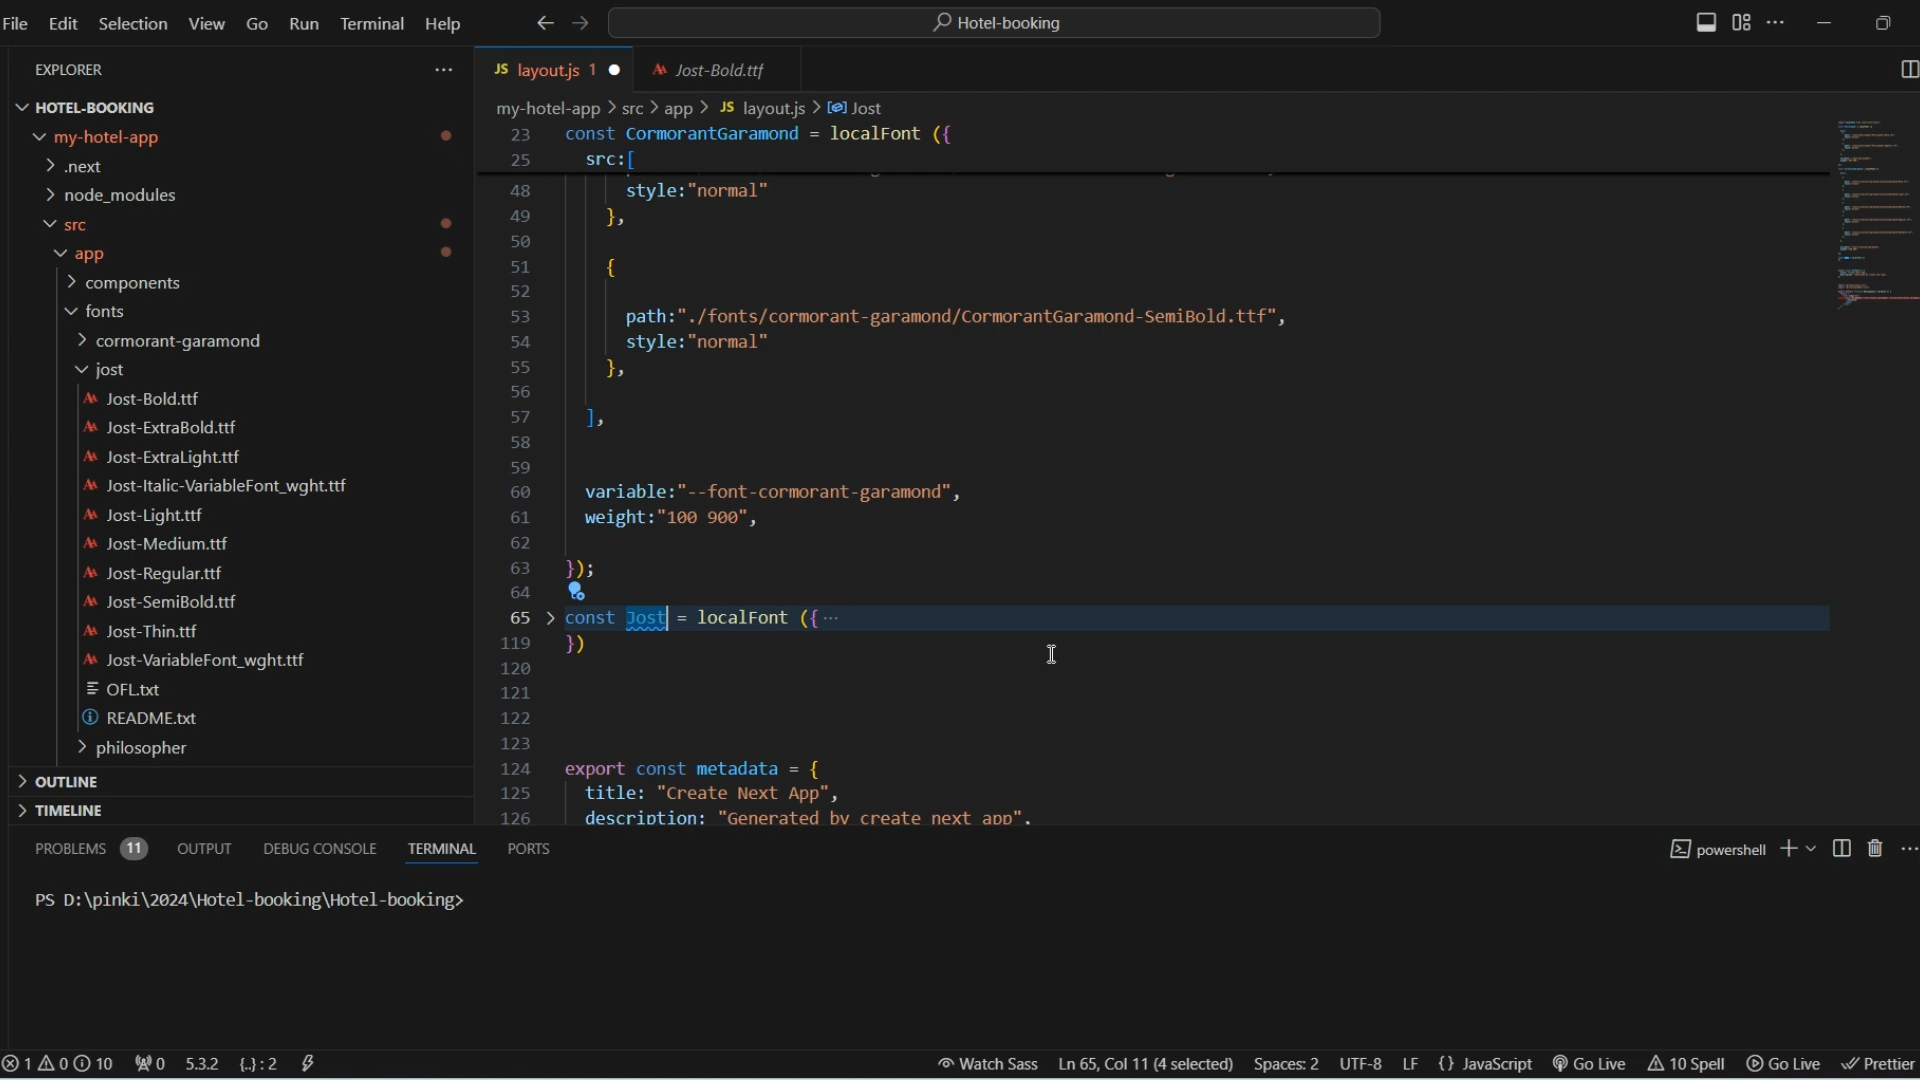 File Edit Selection View Go Run Terminal Help
Hotel-booking
EXPLORER
HOTEL-BOOKING
my-hotel-app
.next
node_modules
src
app
components
fonts
cormorant-garamond
jost
Jost-Bold.ttf
Jost-ExtraBold.ttf
Jost-ExtraLight.ttf
Jost-Italic-VariableFont_wght.ttf
Jost-Light.ttf
Jost-Medium.ttf
Jost-Regular.ttf
Jost-SemiBold.ttf
Jost-Thin.ttf
Jost-VariableFont_wght.ttf
OFL.txt
README.txt
philosopher
OUTLINE
TIMELINE
JS layout.js 1
Jost-Bold.ttf
my-hotel-app > src > app > JS layout.js > Jost
23 const CormorantGaramond = localFont ({
25 src:[
48 style:"normal"
49 },
50
51 {
52
53 path:"./fonts/cormorant-garamond/CormorantGaramond-SemiBold.ttf",
54 style:"normal"
55 },
56
57 ],
58
59
60 variable:"--font-cormorant-garamond",
61 weight:"100 900",
62
63 });
64
65 const Jost = localFont ({ ···
119 })
120
121
122
123
124 export const metadata = {
125 title: "Create Next App",
126 description: "Generated by create next app",
PROBLEMS 11 OUTPUT DEBUG CONSOLE TERMINAL PORTS
powershell
PS D:\pinki\2024\Hotel-booking\Hotel-booking>
1 0 10 0 5.3.2 {..} : 2
Watch Sass Ln 65, Col 11 (4 selected) Spaces: 2 UTF-8 LF {} JavaScript Go Live 10 Spell Go Live Prettier